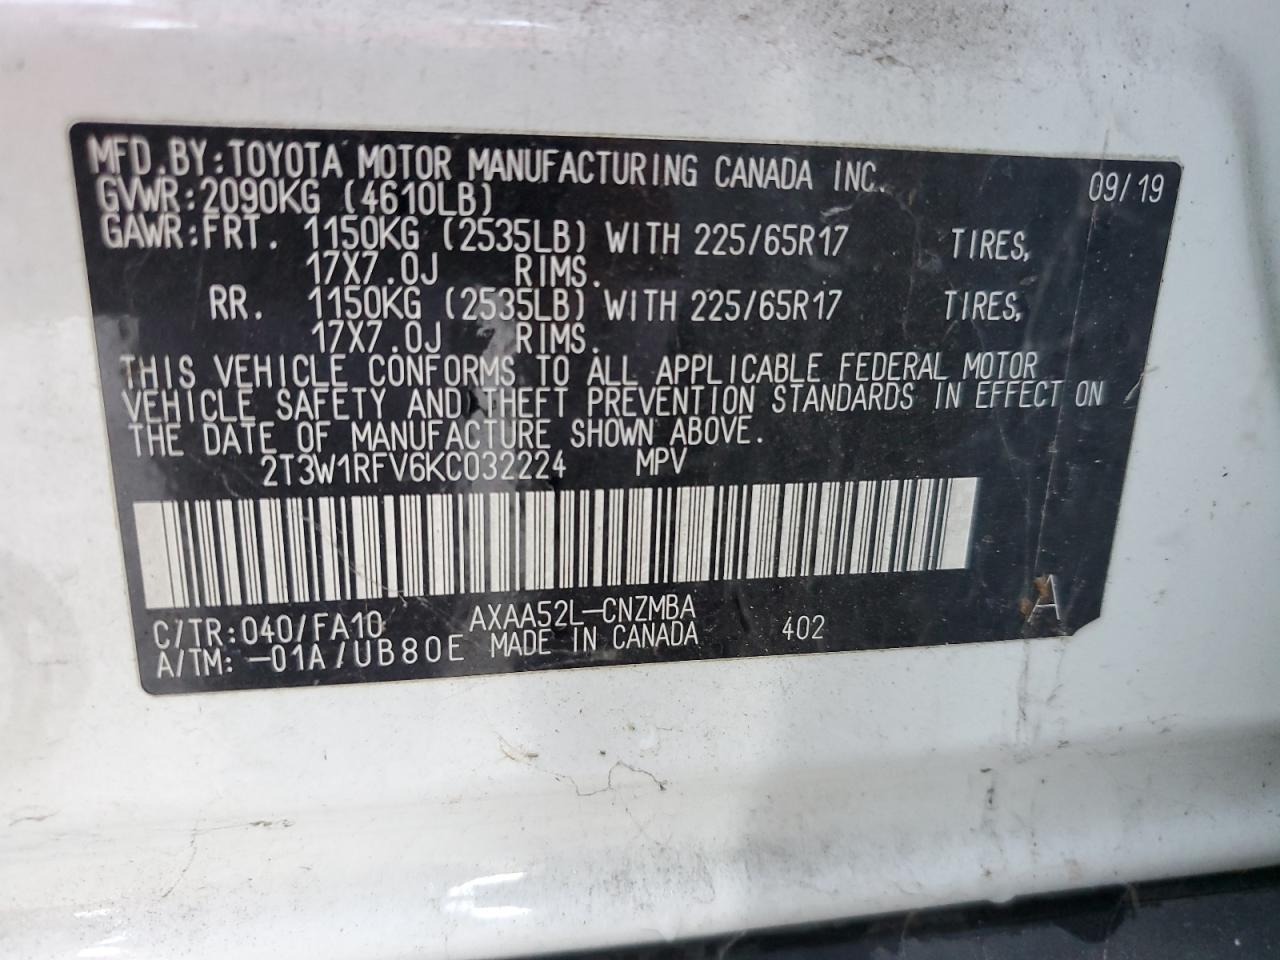 MFD.BY:TOYOTA MOTOR MANUFACTURING CANADA INC. 09/19
GVWR:2090KG (4610LB)
GAWR:FRT. 1150KG (2535LB) WITH 225/65R17 TIRES,
17X7.0J RIMS.
RR. 1150KG (2535LB) WITH 225/65R17 TIRES,
17X7.0J RIMS.
THIS VEHICLE CONFORMS TO ALL APPLICABLE FEDERAL MOTOR
VEHICLE SAFETY AND THEFT PREVENTION STANDARDS IN EFFECT ON
THE DATE OF MANUFACTURE SHOWN ABOVE.
2T3W1RFV6KC032224 MPV
C/TR:040/FA10 AXAA52L-CNZMBA A
A/TM:-01A/UB80E MADE IN CANADA 402